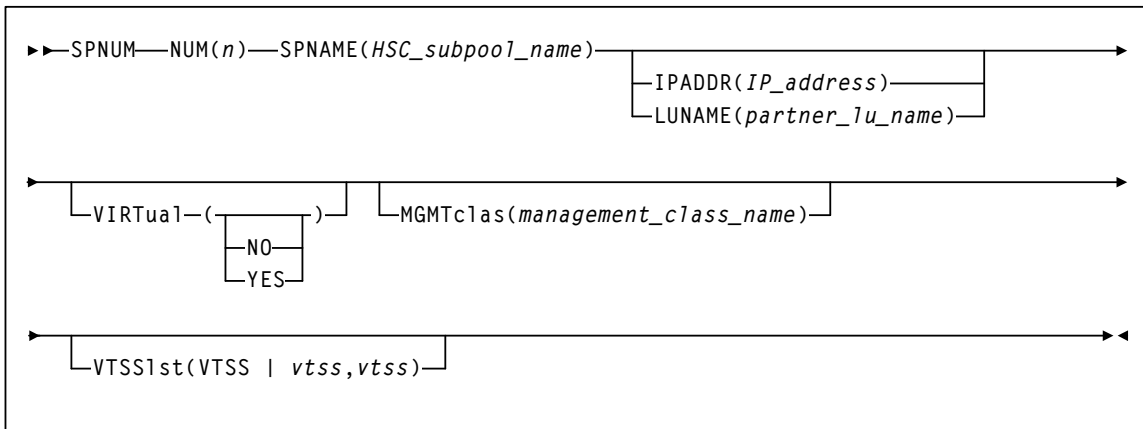 SPNUM NUM(n) SPNAME(HSC_subpool_name)
IPADDR(IP_address)
LUNAME(partner_lu_name)
VIRTual ( ) MGMTclas(management_class_name)
NO
YES
VTSSlst(VTSS | vtss,vtss)